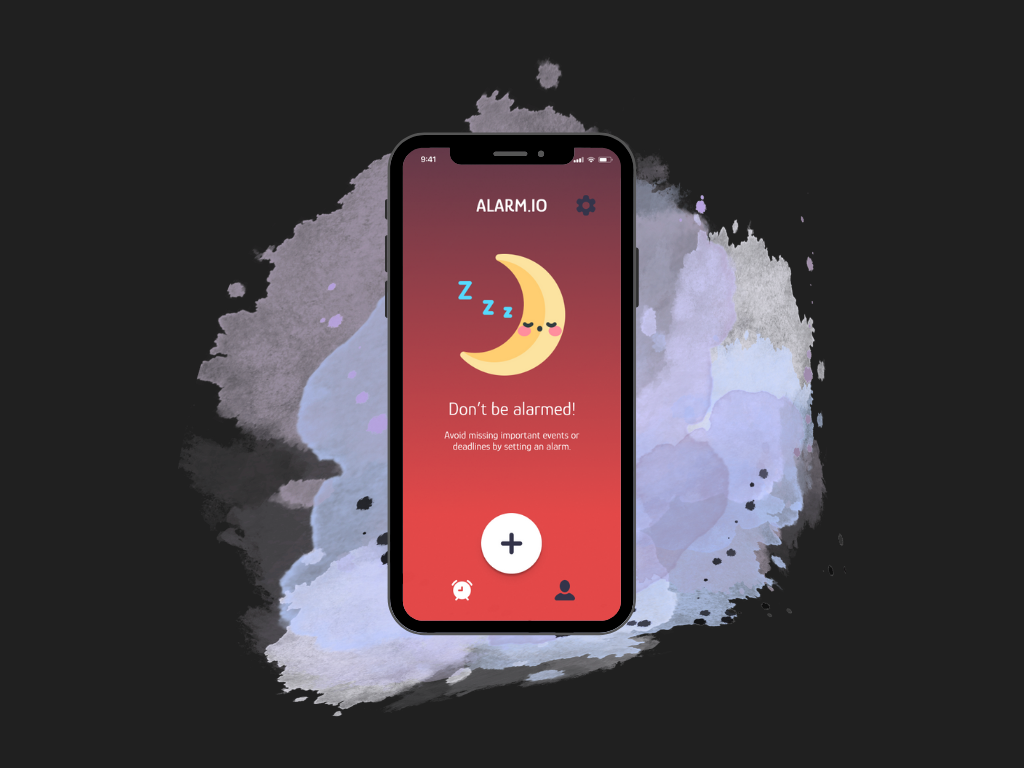 9:41
ALARM.IO
Z
Z
Z
Don't be alarmed!
Avoid missing important events or
deadlines by setting an alarm.